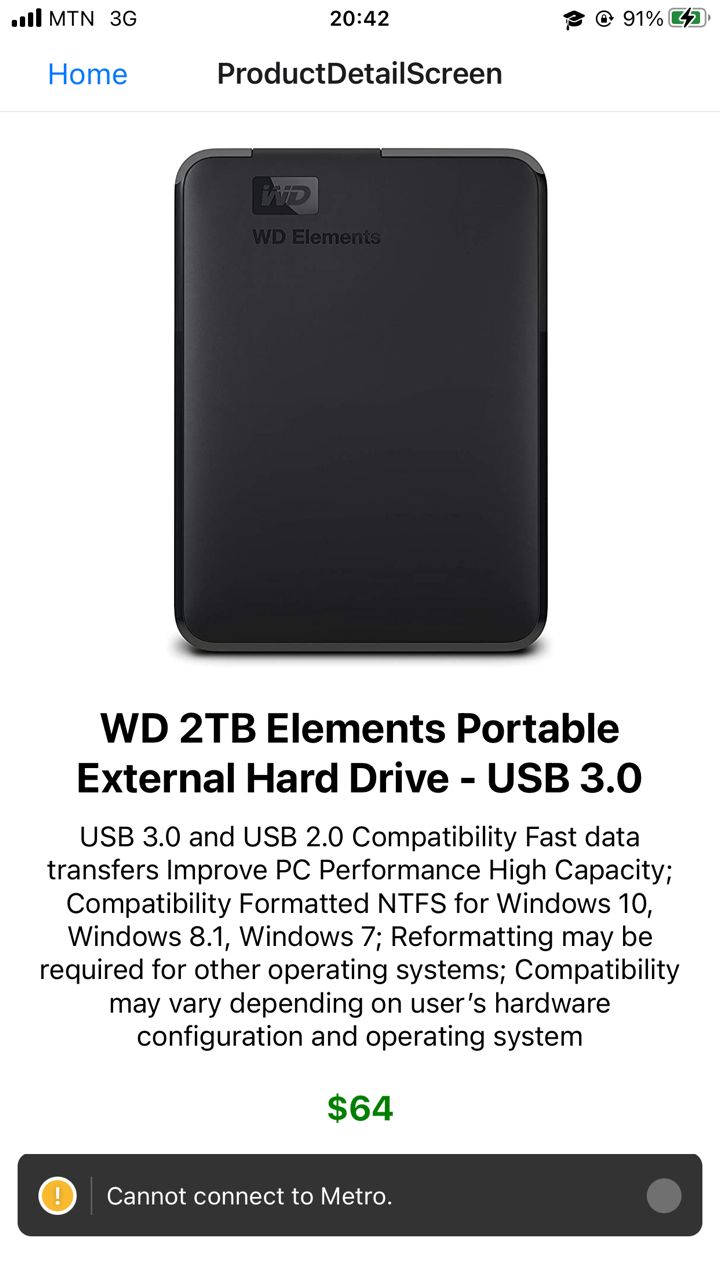 MTN 3G 20:42 91%
Home ProductDetailScreen
WD
WD Elements
WD 2TB Elements Portable
External Hard Drive - USB 3.0
USB 3.0 and USB 2.0 Compatibility Fast data
transfers Improve PC Performance High Capacity;
Compatibility Formatted NTFS for Windows 10,
Windows 8.1, Windows 7; Reformatting may be
required for other operating systems; Compatibility
may vary depending on user’s hardware
configuration and operating system
$64
! Cannot connect to Metro.